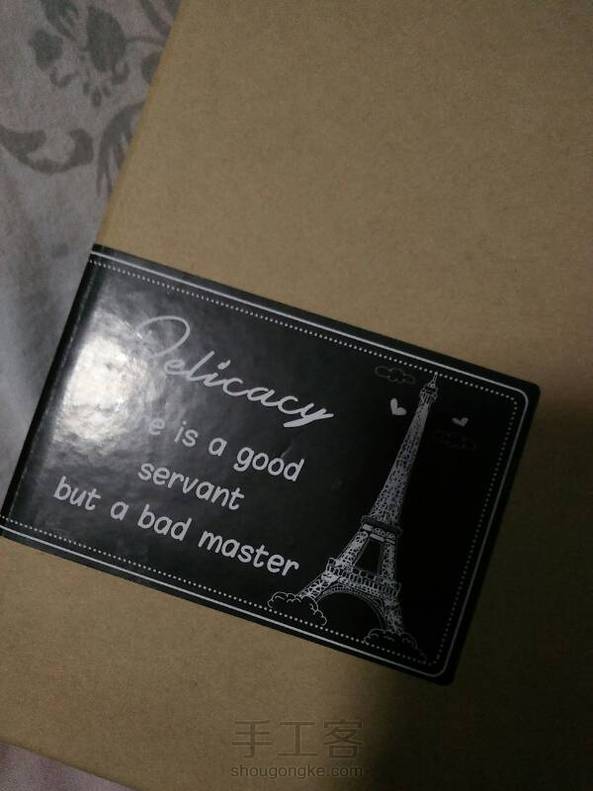 Delicacy
is a good
servant
but a bad master
手工客
shougongke.com